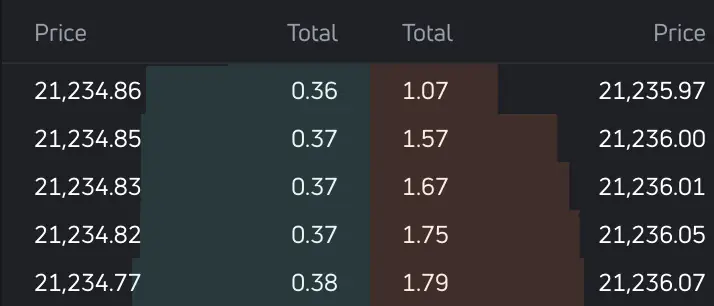 Price Total Total Price
21,234.86 0.36 1.07 21,235.97
21,234.85 0.37 1.57 21,236.00
21,234.83 0.37 1.67 21,236.01
21,234.82 0.37 1.75 21,236.05
21,234.77 0.38 1.79 21,236.07